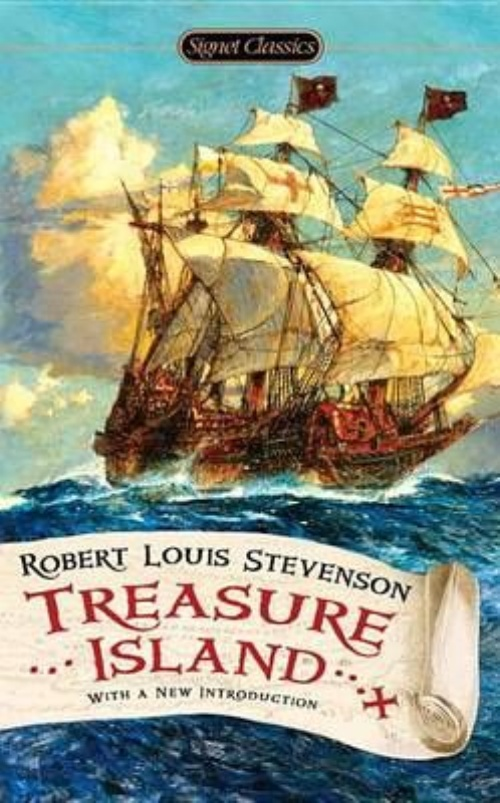 Signet Classics
ROBERT LOUIS STEVENSON
TREASURE
...ISLAND...
WITH A NEW INTRODUCTION